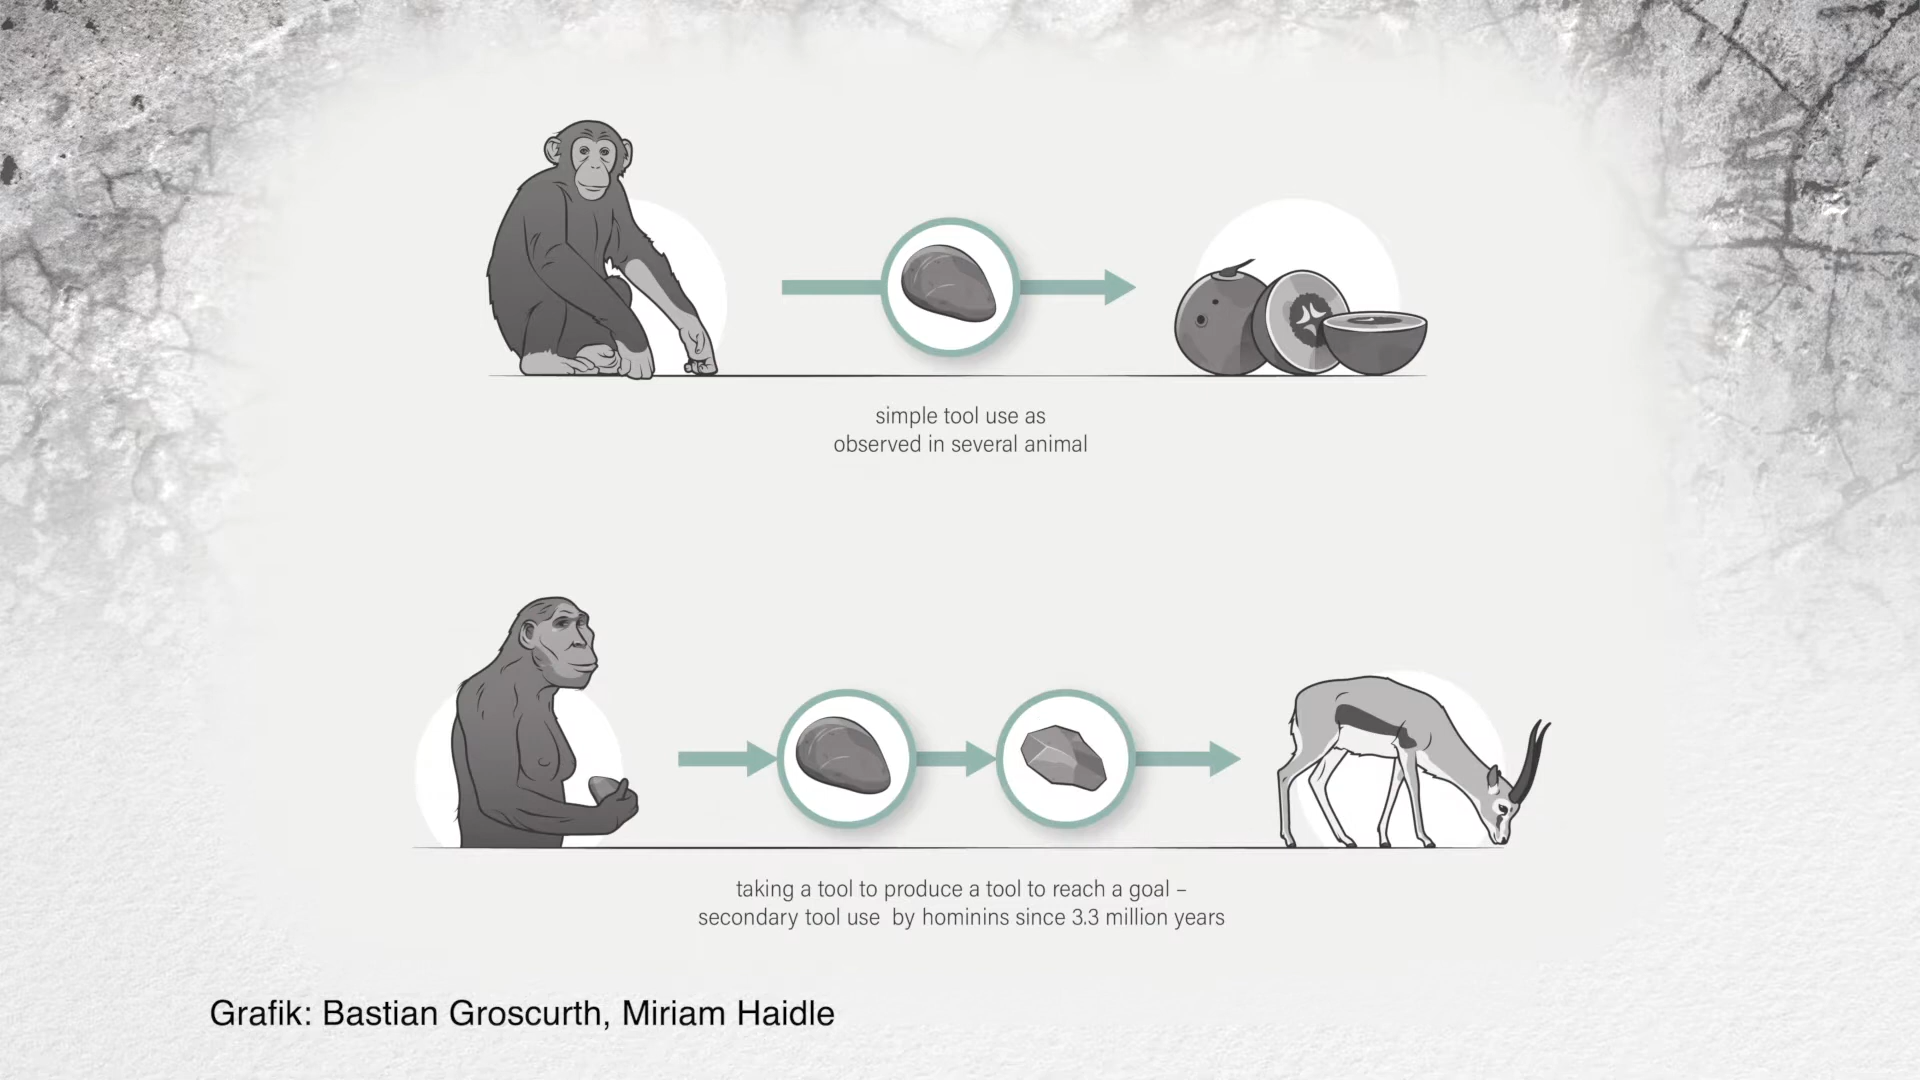 simple tool use as
observed in several animal
taking a tool to produce a tool to reach a goal –
secondary tool use by hominins since 3.3 million years
Grafik: Bastian Groscurth, Miriam Haidle